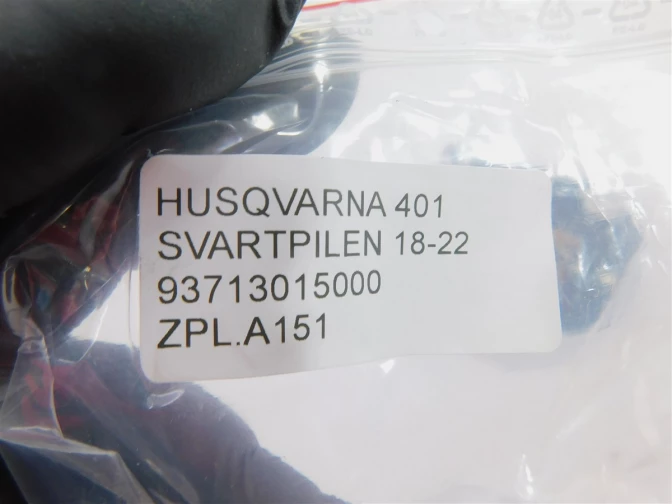 HUSQVARNA 401
SVARTPILEN 18-22
93713015000
ZPL.A151